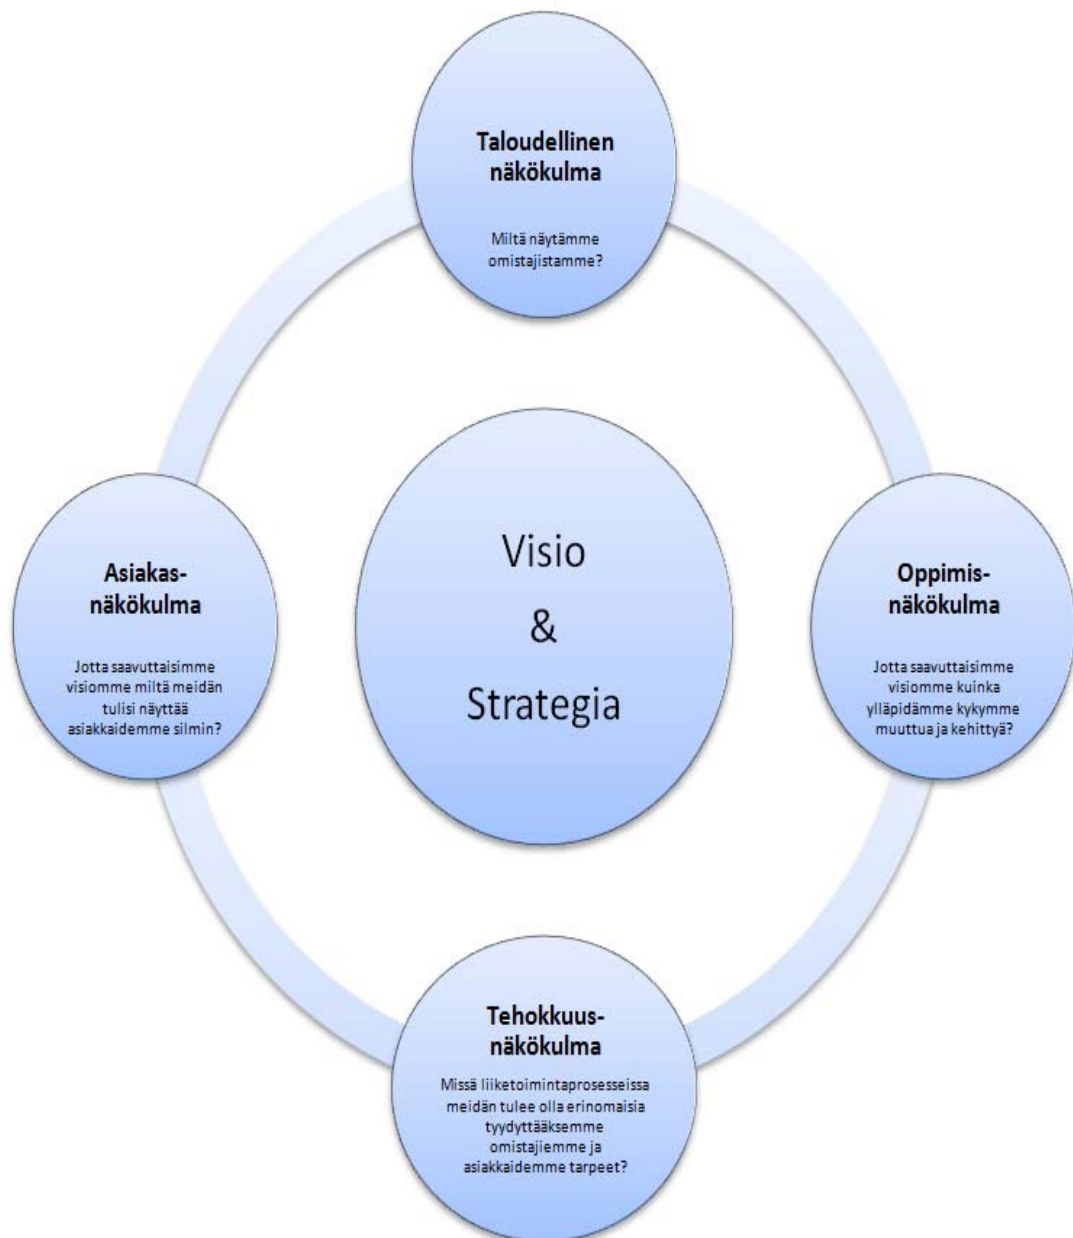 Taloudellinen
näkökulma
Miltä näytämme
omistajistamme?
Asiakas-
näkökulma
Jotta saavuttaisimme
visiomme miltä meidän
tulisi näyttää
asiakkaidemme silmin?
Visio
&
Strategia
Oppimis-
näkökulma
Jotta saavuttaisimme
visiomme kuinka
ylläpidämme kykymme
muuttua ja kehittyä?
Tehokkuus-
näkökulma
Missä liiketoimintaprosesseissa
meidän tulee olla erinomaisia
tyydyttääksemme
omistajiemme ja
asiakkaidemme tarpeet?